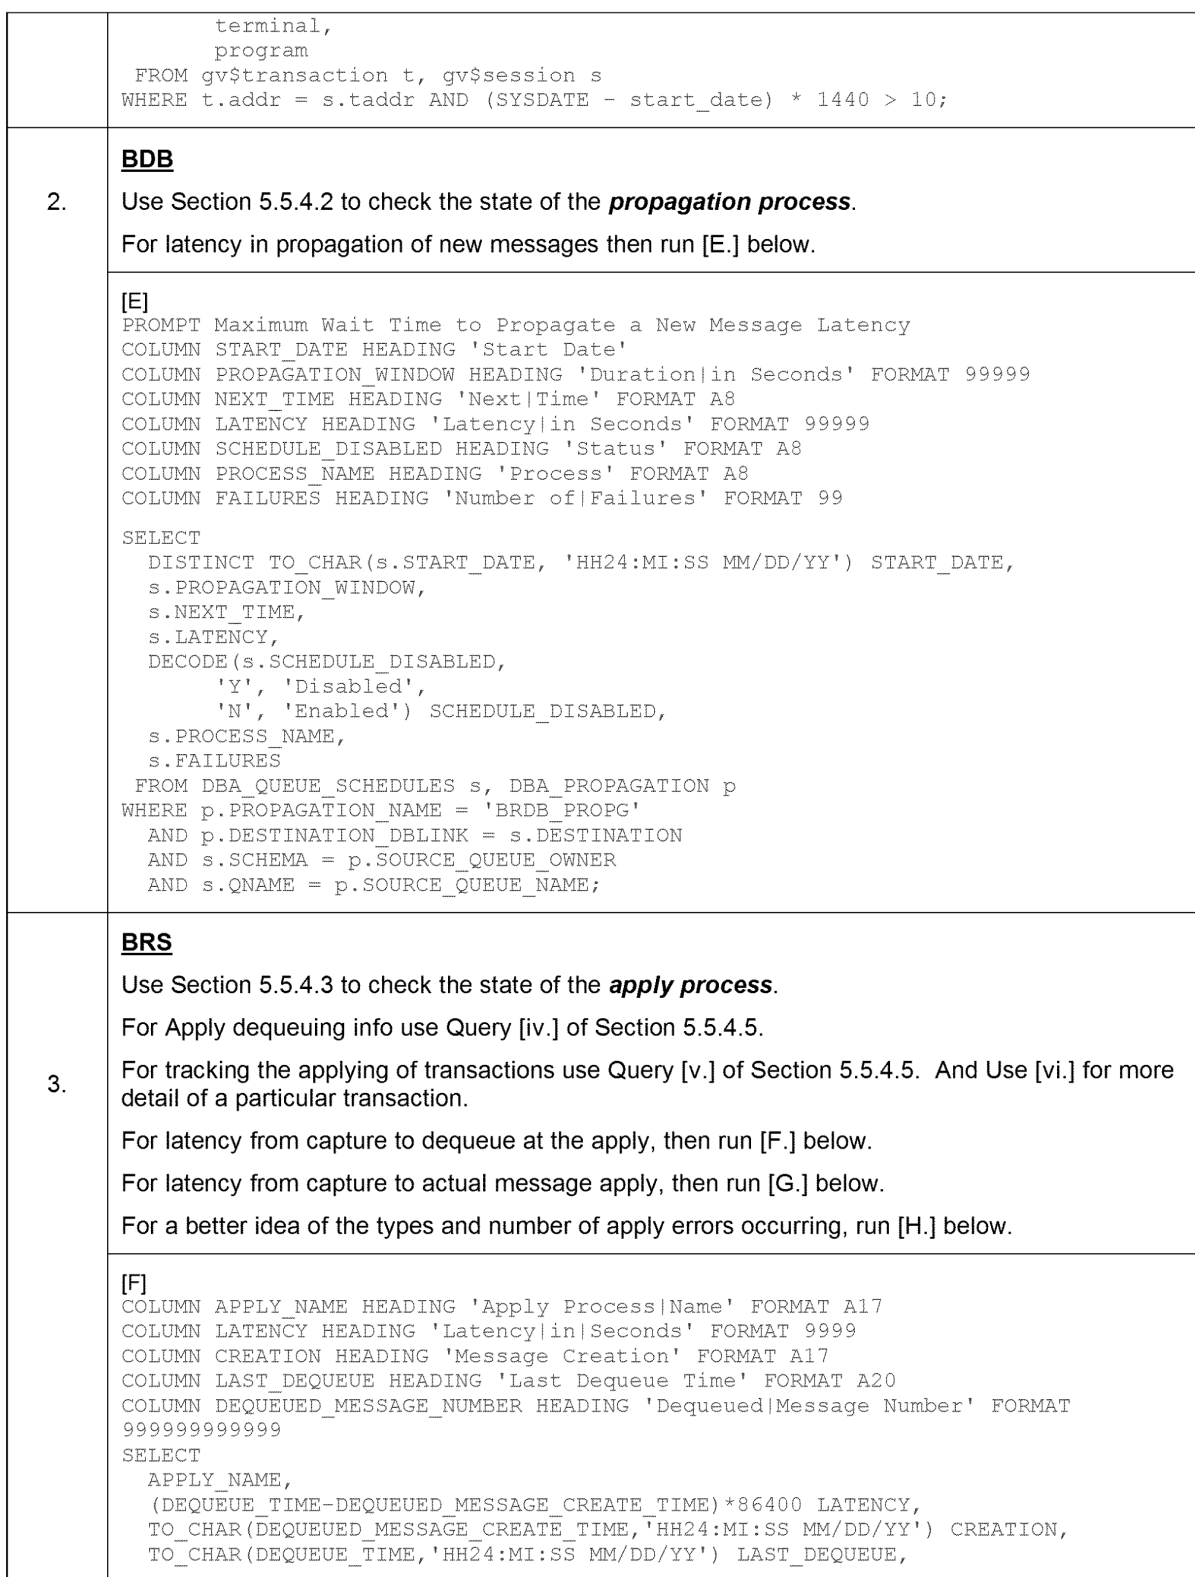 terminal,
program
FROM gv$transaction t, gv$session s
WHERE t.addr = s.taddr AND (SYSDATE - start_date) * 1440 > 10;
BDB
2.
Use Section 5.5.4.2 to check the state of the propagation process.
For latency in propagation of new messages then run [E.] below.
[E]
PROMPT Maximum Wait Time to Propagate a New Message Latency
COLUMN START_DATE HEADING 'Start Date'
COLUMN PROPAGATION_WINDOW HEADING 'Duration|in Seconds' FORMAT 99999
COLUMN NEXT_TIME HEADING 'Next|Time' FORMAT A8
COLUMN LATENCY HEADING 'Latency|in Seconds' FORMAT 99999
COLUMN SCHEDULE_DISABLED HEADING 'Status' FORMAT A8
COLUMN PROCESS_NAME HEADING 'Process' FORMAT A8
COLUMN FAILURES HEADING 'Number of|Failures' FORMAT 99
SELECT
DISTINCT TO_CHAR(s.START_DATE, 'HH24:MI:SS MM/DD/YY') START_DATE,
s.PROPAGATION_WINDOW,
s.NEXT_TIME,
s.LATENCY,
DECODE(s.SCHEDULE_DISABLED,
'Y', 'Disabled',
'N', 'Enabled') SCHEDULE_DISABLED,
s.PROCESS_NAME,
s.FAILURES
FROM DBA_QUEUE_SCHEDULES s, DBA_PROPAGATION p
WHERE p.PROPAGATION_NAME = 'BRDB_PROPG'
AND p.DESTINATION_DBLINK = s.DESTINATION
AND s.SCHEMA = p.SOURCE_QUEUE_OWNER
AND s.QNAME = p.SOURCE_QUEUE_NAME;
BRS
Use Section 5.5.4.3 to check the state of the apply process.
For Apply dequeuing info use Query [iv.] of Section 5.5.4.5.
3.
For tracking the applying of transactions use Query [v.] of Section 5.5.4.5. And Use [vi.] for more
detail of a particular transaction.
For latency from capture to dequeue at the apply, then run [F.] below.
For latency from capture to actual message apply, then run [G.] below.
For a better idea of the types and number of apply errors occurring, run [H.] below.
[F]
COLUMN APPLY_NAME HEADING 'Apply Process|Name' FORMAT A17
COLUMN LATENCY HEADING 'Latency|in|Seconds' FORMAT 9999
COLUMN CREATION HEADING 'Message Creation' FORMAT A17
COLUMN LAST_DEQUEUE HEADING 'Last Dequeue Time' FORMAT A20
COLUMN DEQUEUED_MESSAGE_NUMBER HEADING 'Dequeued|Message Number' FORMAT
999999999999
SELECT
APPLY_NAME,
(DEQUEUE_TIME-DEQUEUED_MESSAGE_CREATE_TIME)*86400 LATENCY,
TO_CHAR(DEQUEUED_MESSAGE_CREATE_TIME,'HH24:MI:SS MM/DD/YY') CREATION,
TO_CHAR(DEQUEUE_TIME,'HH24:MI:SS MM/DD/YY') LAST_DEQUEUE,